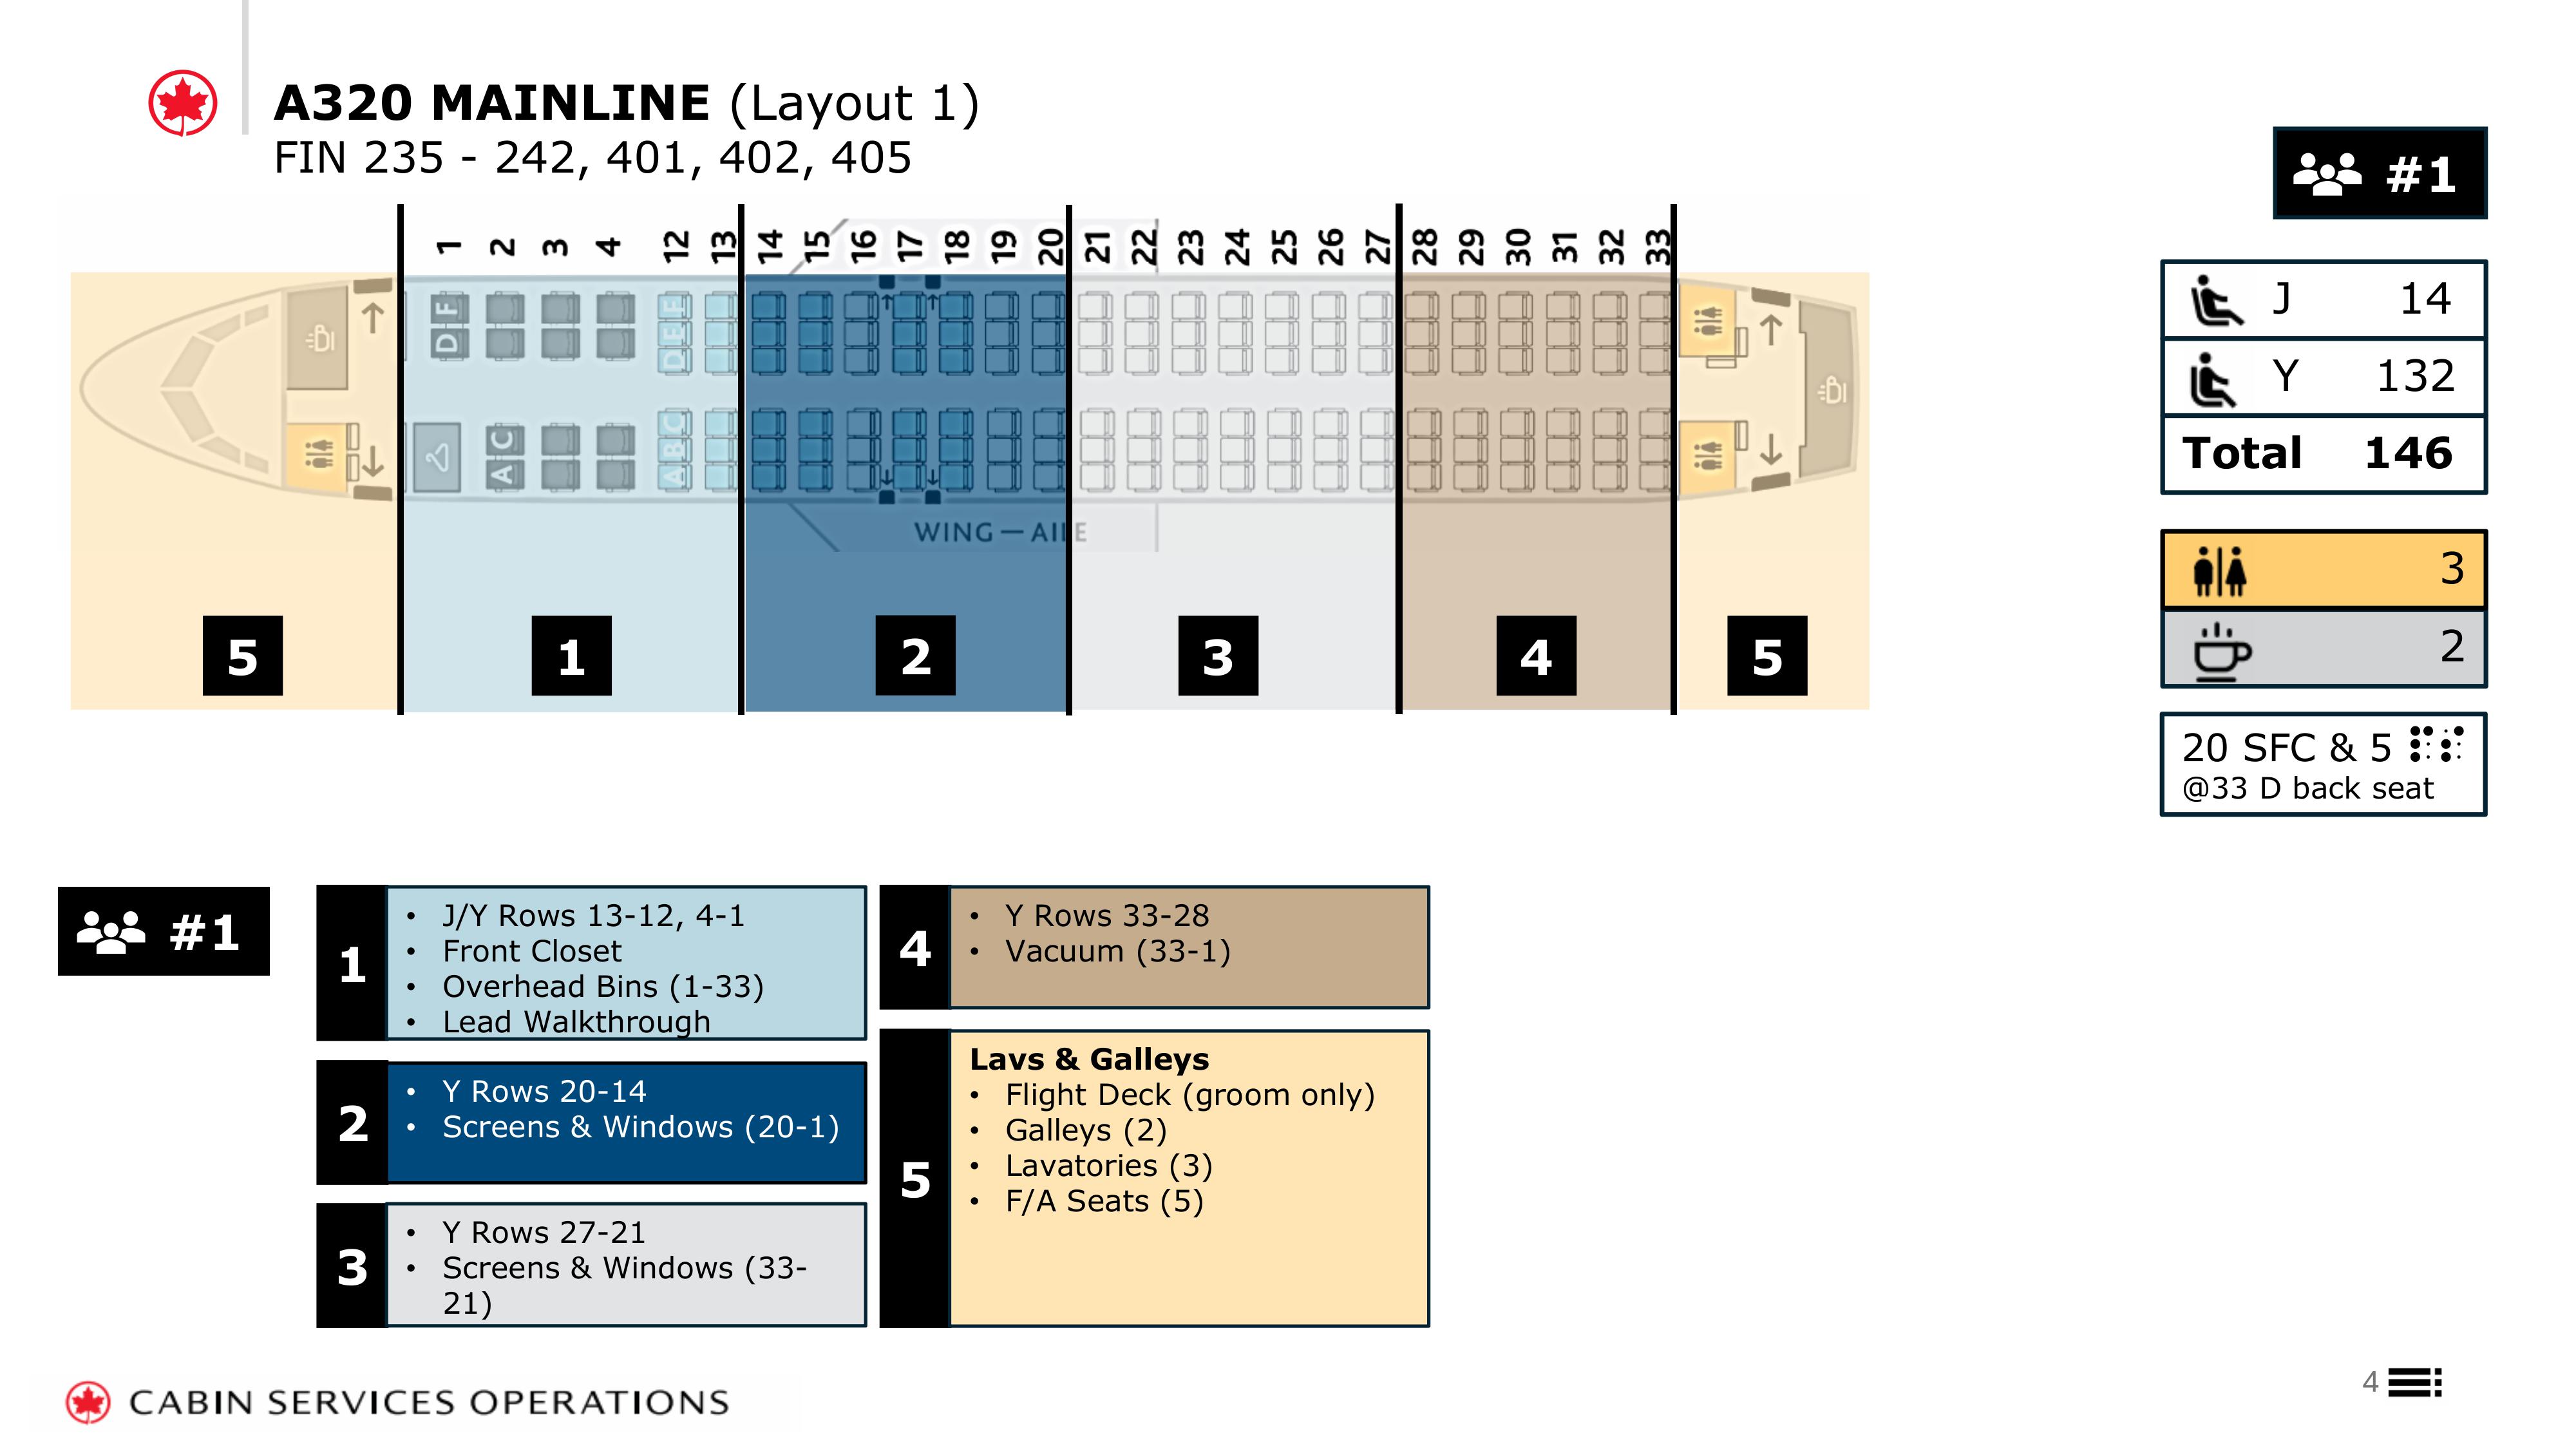 A320 MAINLINE (Layout 1)
FIN 235 - 242, 401, 402, 405
#1
1 2 3 4 12 13 14 15 16 17 18 19 20 21 22 23 24 25 26 27 28 29 30 31 32 33
D F
D E F
A C
A B C
WING — AILE
5
1
2
3
4
5
J 14
Y 132
Total 146
3
2
20 SFC & 5 ⠏⠎
@33 D back seat
#1
1
• J/Y Rows 13-12, 4-1
• Front Closet
• Overhead Bins (1-33)
• Lead Walkthrough
2
• Y Rows 20-14
• Screens & Windows (20-1)
3
• Y Rows 27-21
• Screens & Windows (33-
21)
4
• Y Rows 33-28
• Vacuum (33-1)
5
Lavs & Galleys
• Flight Deck (groom only)
• Galleys (2)
• Lavatories (3)
• F/A Seats (5)
CABIN SERVICES OPERATIONS
4